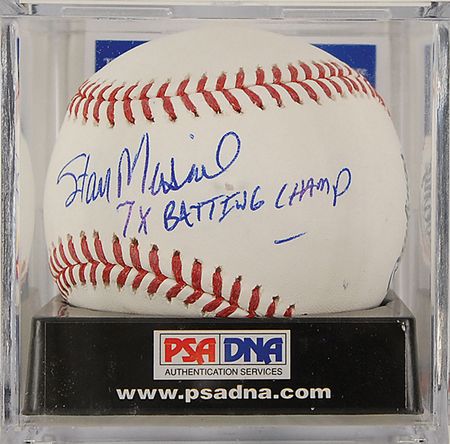 Stan Musial
7X BATTING CHAMP
PSA DNA
AUTHENTICATION SERVICES
www.psadna.com